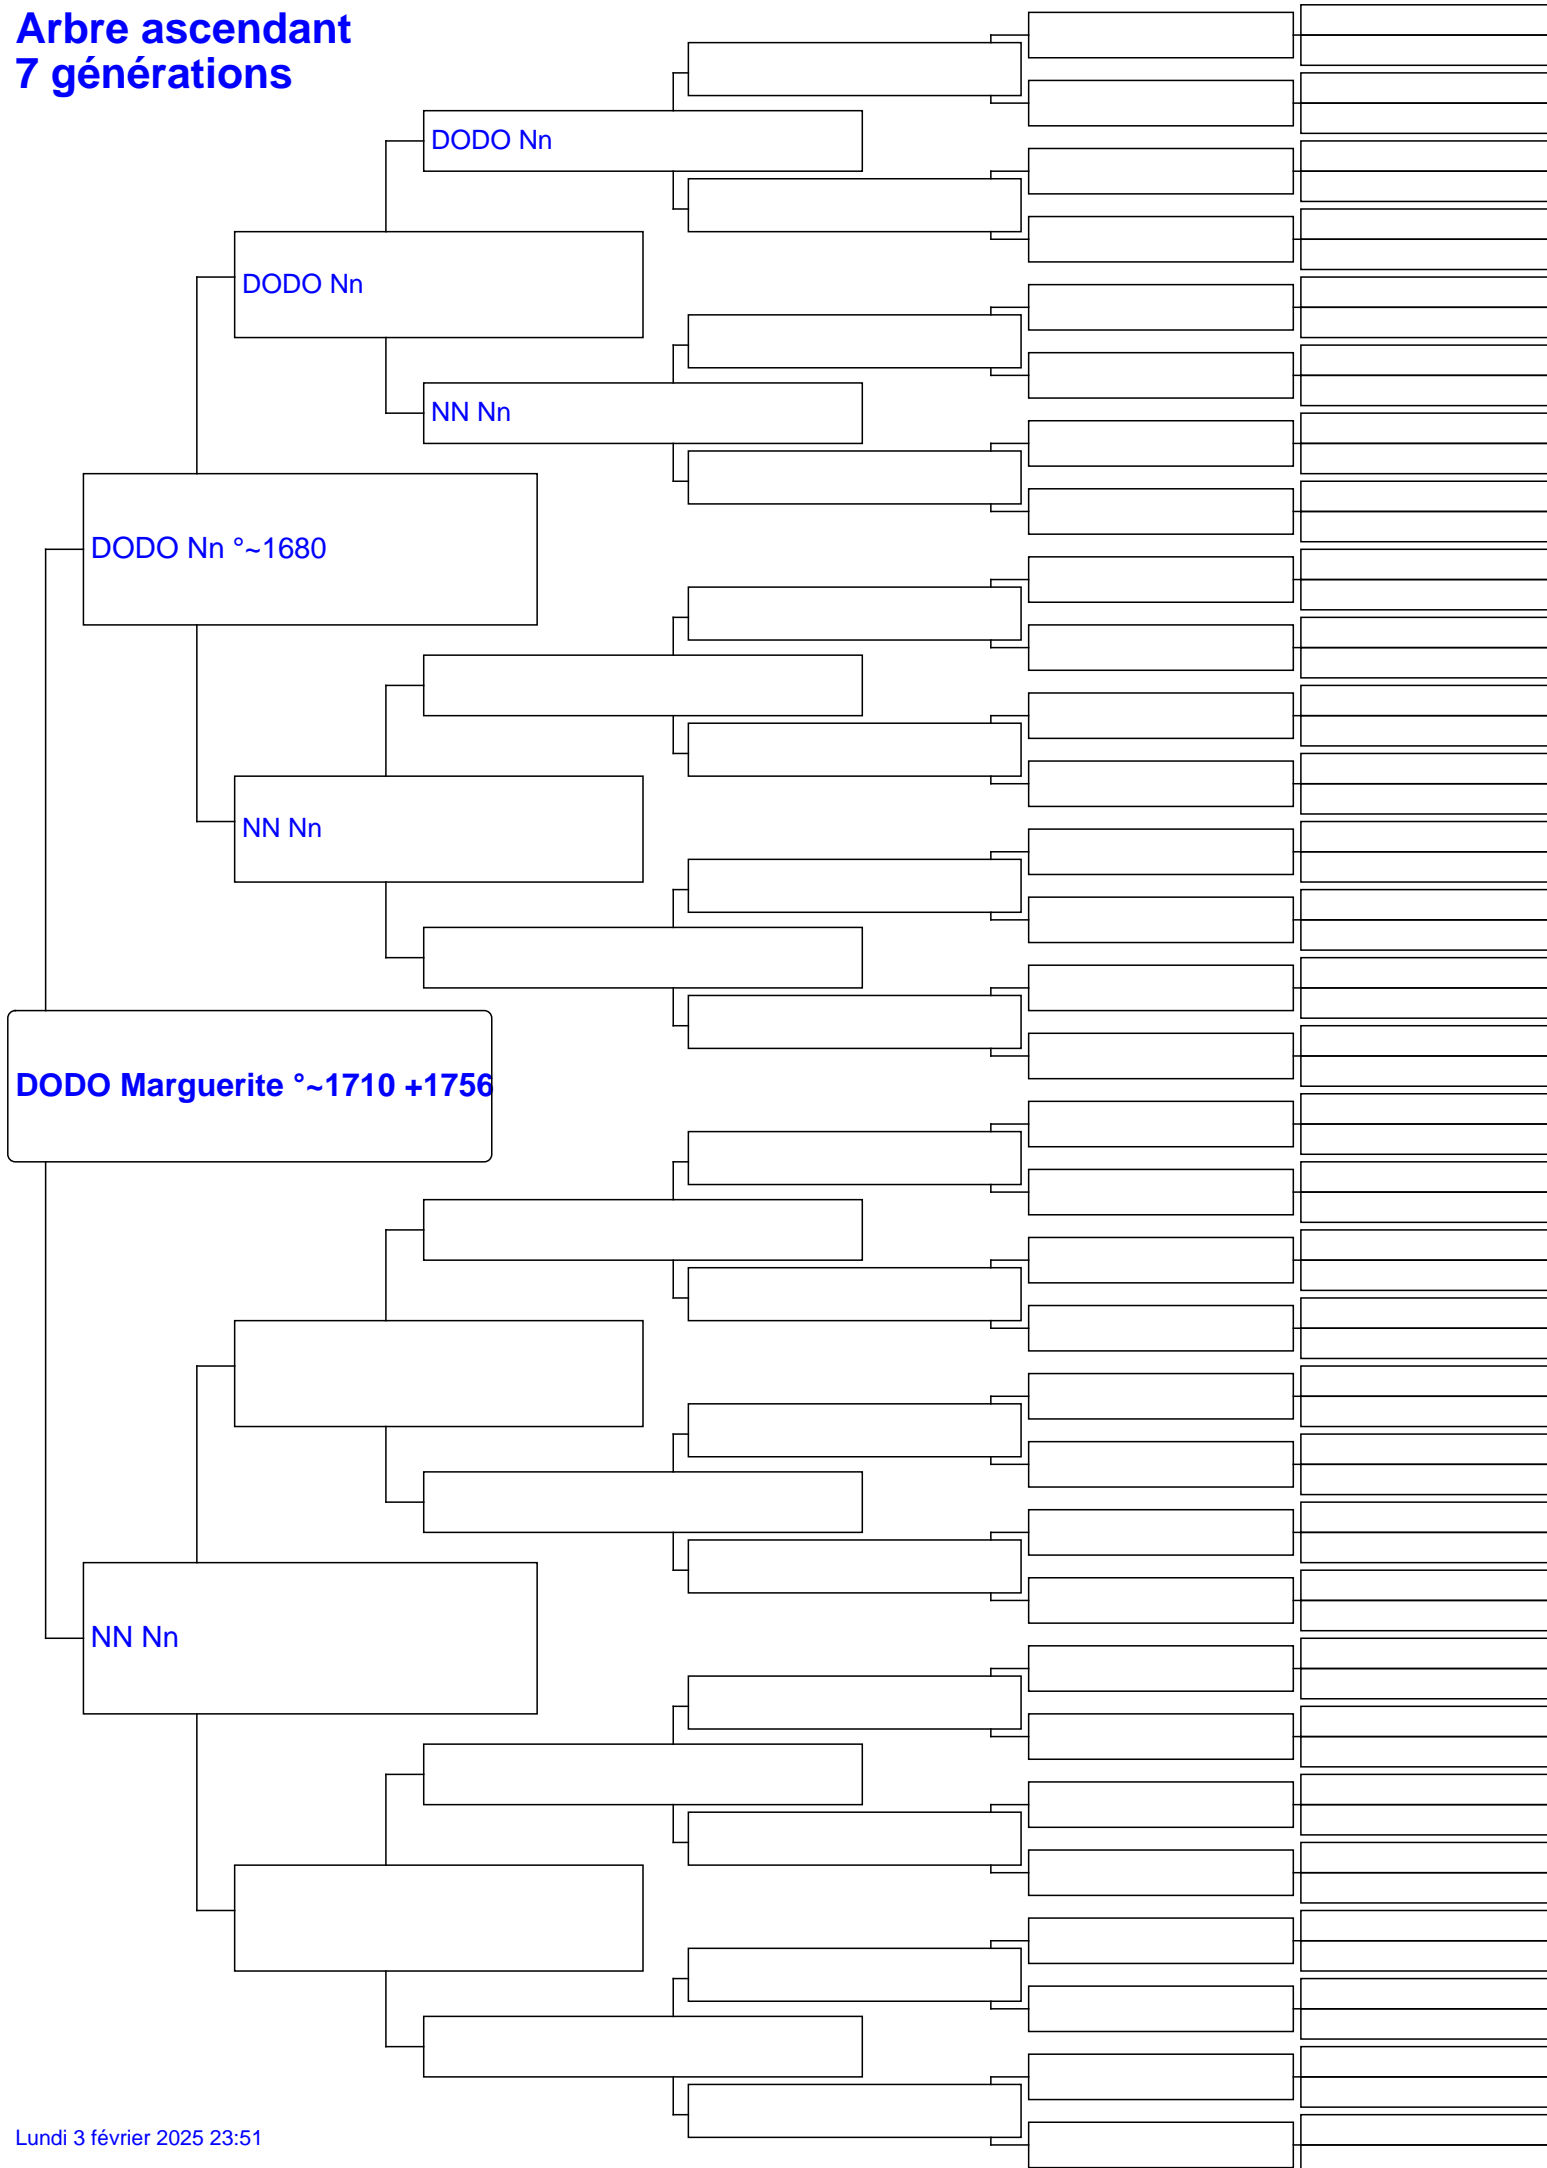 Arbre ascendant
7 générations
DODO Nn
DODO Nn
NN Nn
DODO Nn °~1680
NN Nn
DODO Marguerite °~1710 +1756
NN Nn
Lundi 3 février 2025 23:51